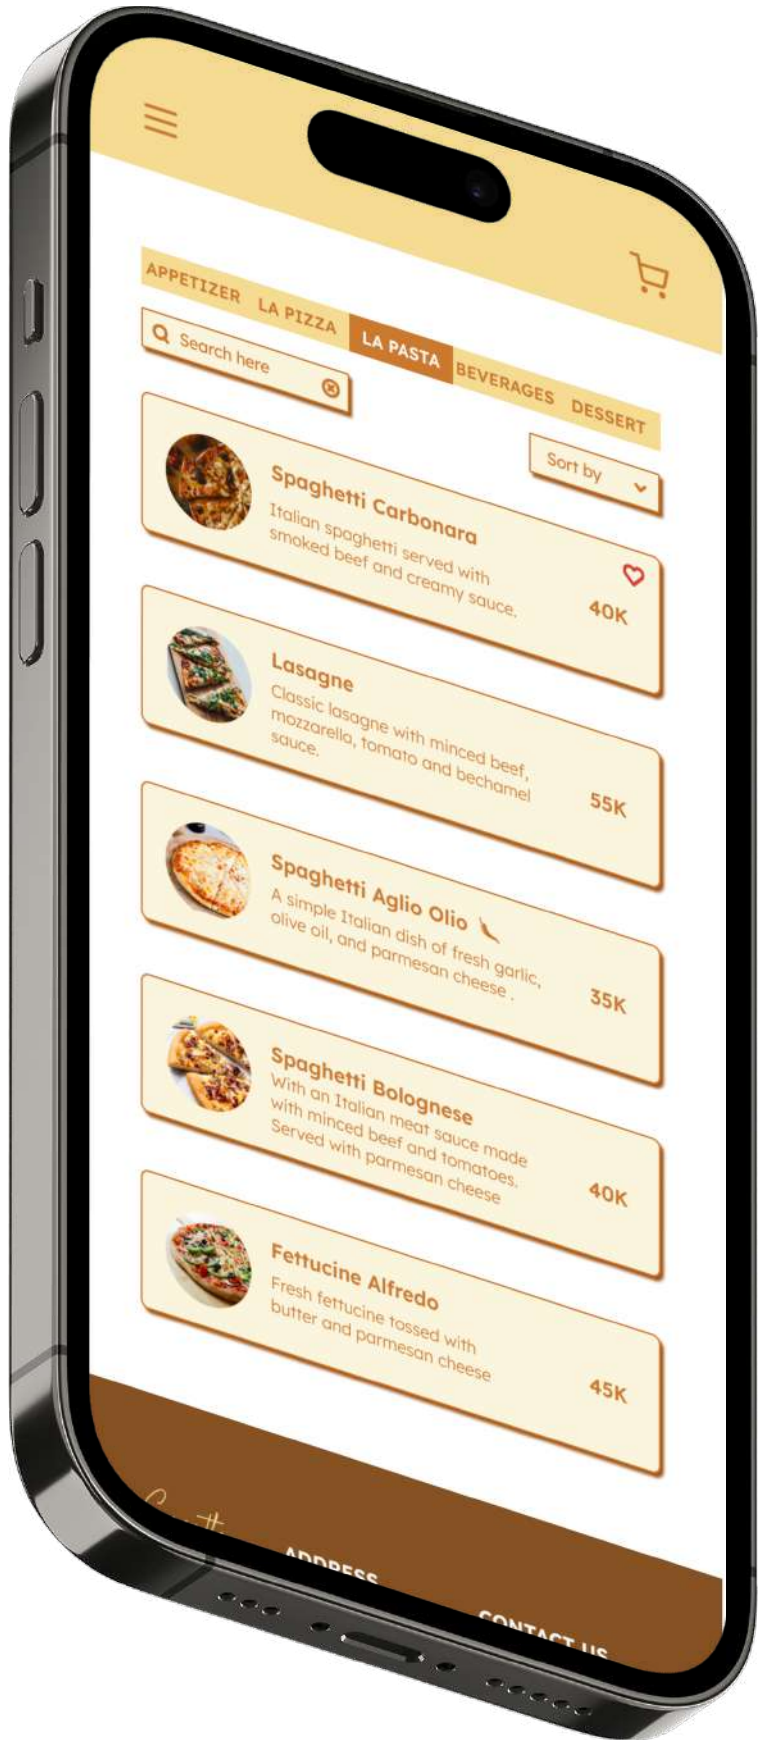 APPETIZER LA PIZZA LA PASTA BEVERAGES DESSERT
Search here
Sort by
Spaghetti Carbonara
Italian spaghetti served with
smoked beef and creamy sauce.
40K
Lasagne
Classic lasagne with minced beef,
mozzarella, tomato and bechamel
sauce.
55K
Spaghetti Aglio Olio
A simple Italian dish of fresh garlic,
olive oil, and parmesan cheese .
35K
Spaghetti Bolognese
With an Italian meat sauce made
with minced beef and tomatoes.
Served with parmesan cheese
40K
Fettucine Alfredo
Fresh fettucine tossed with
butter and parmesan cheese
45K
ADDRESS
CONTACT US